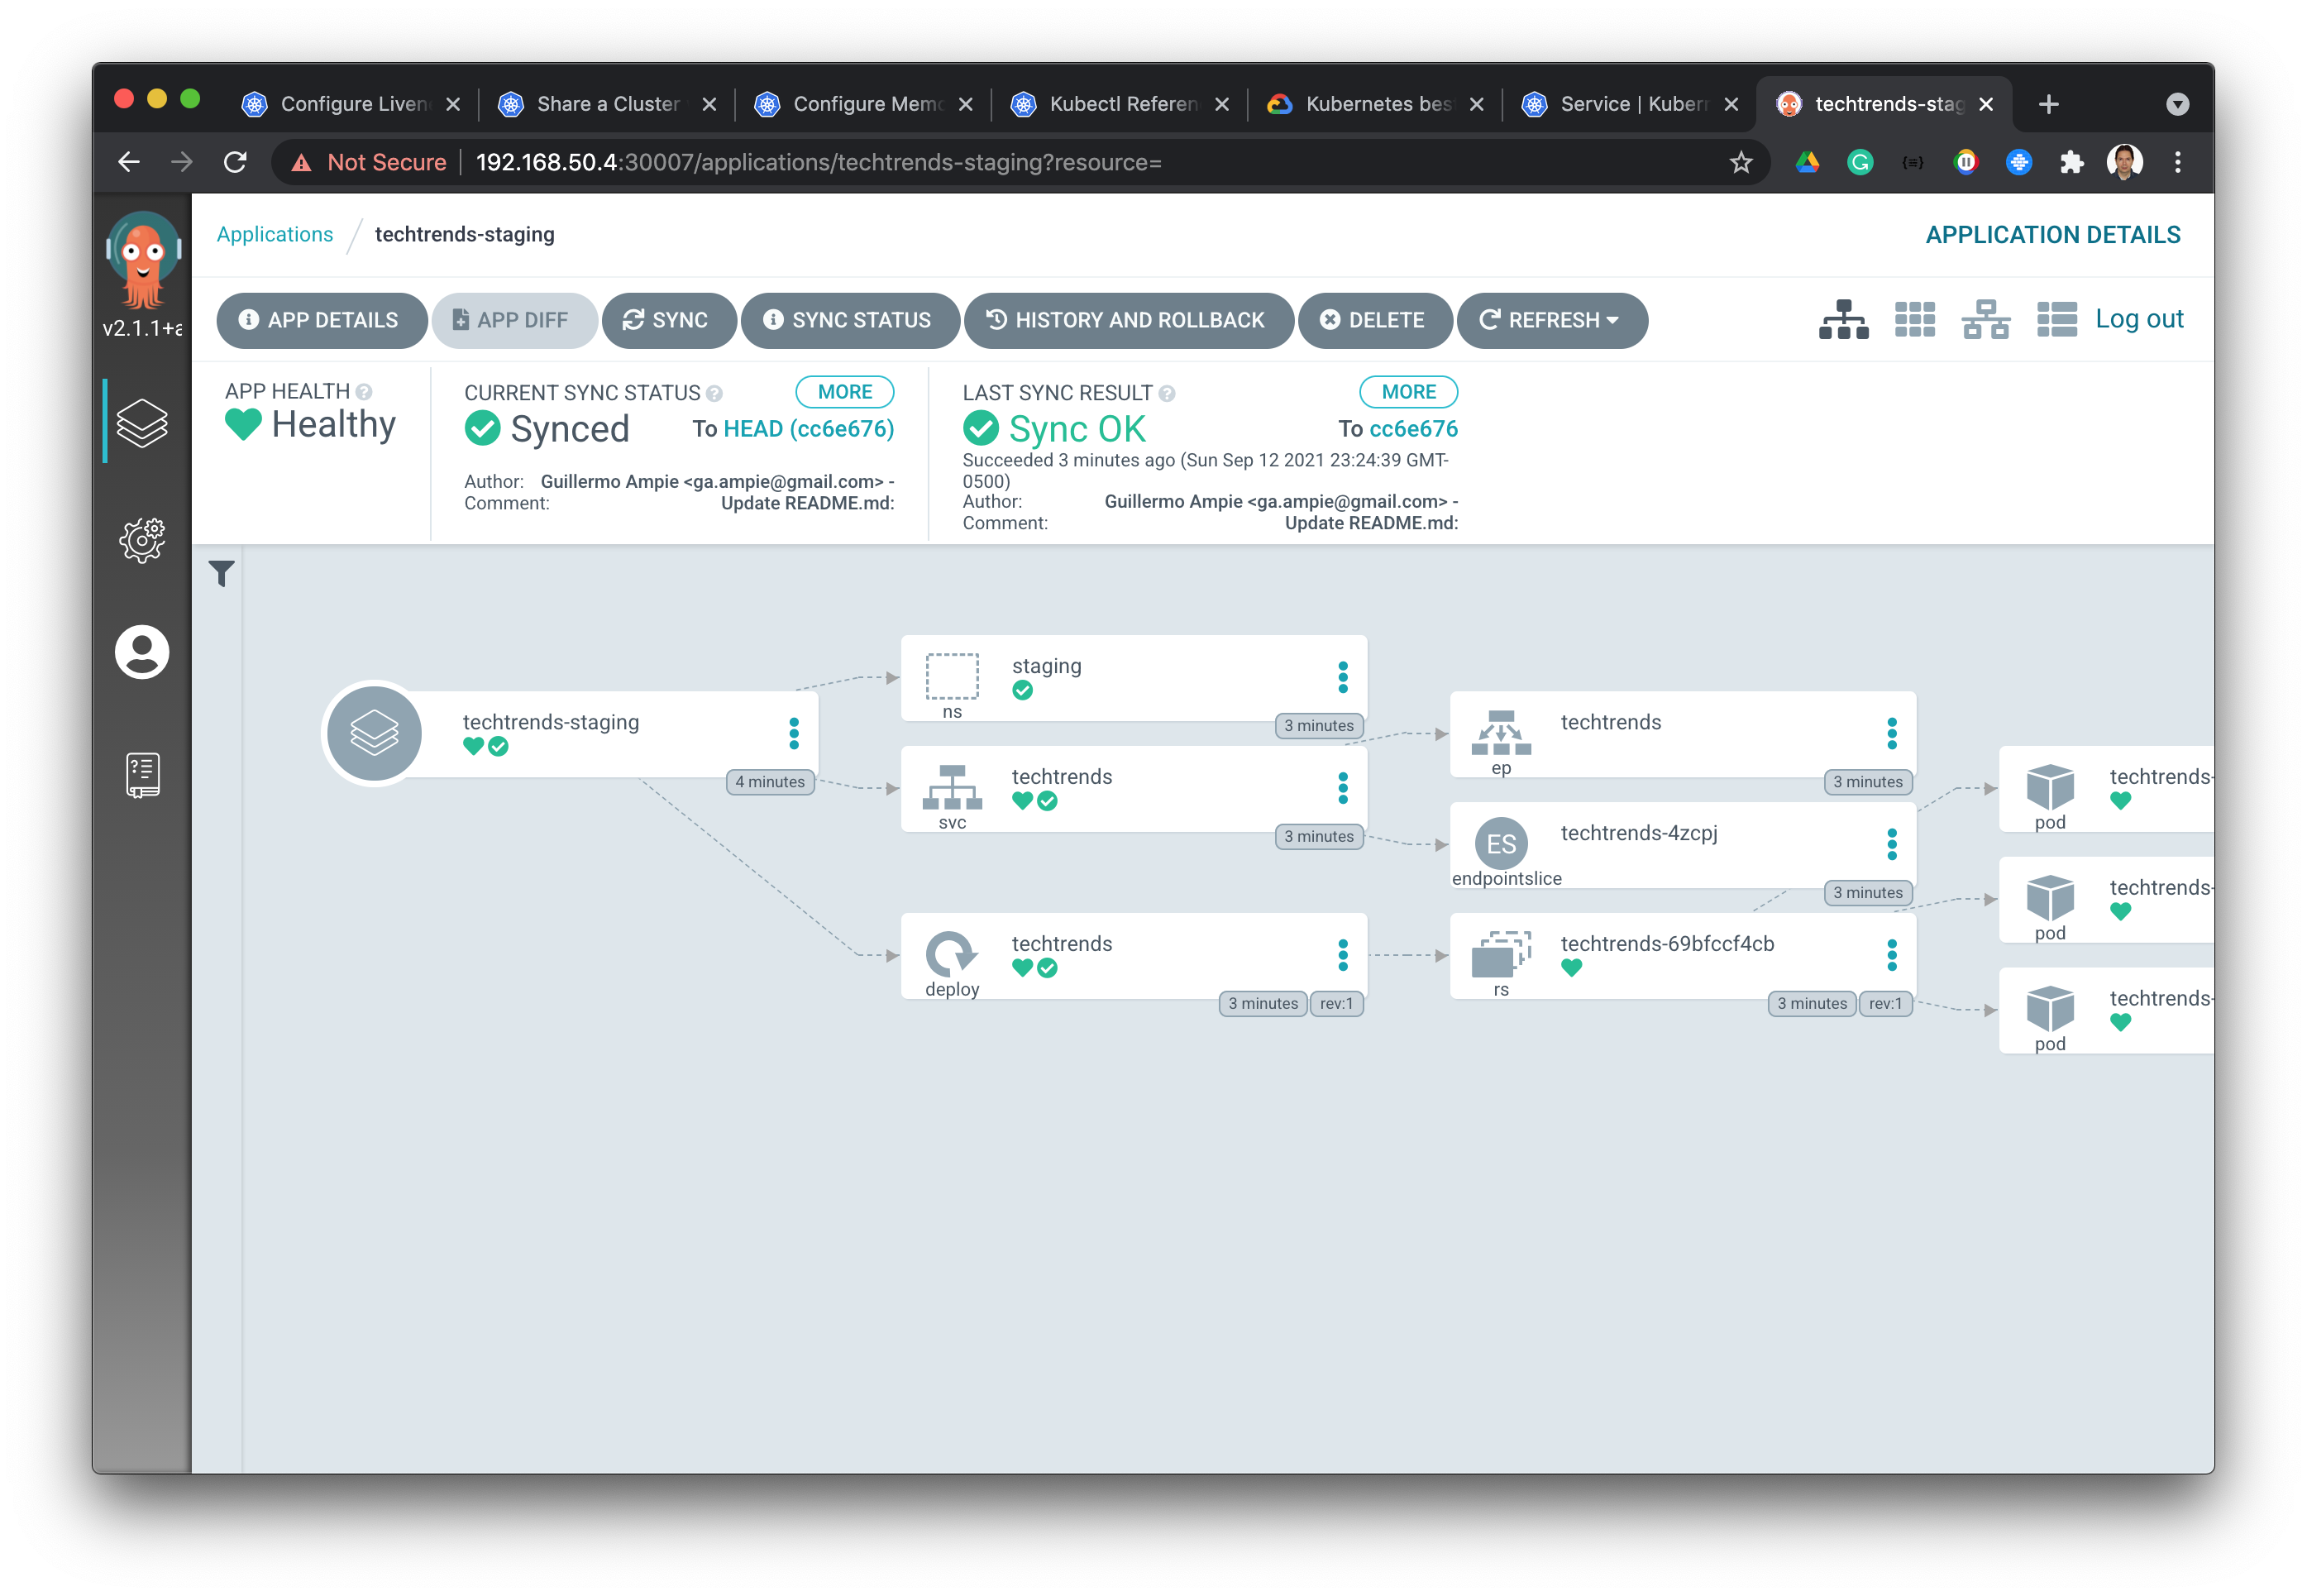 Configure Liven
Share a Cluster
Configure Memo
Kubectl Referen
Kubernetes bes
Service | Kubern
techtrends-stag
Not Secure
192.168.50.4:30007/applications/techtrends-staging?resource=
v2.1.1+a
Applications / techtrends-staging
APPLICATION DETAILS
APP DETAILS
APP DIFF
SYNC
SYNC STATUS
HISTORY AND ROLLBACK
DELETE
REFRESH
Log out
APP HEALTH
Healthy
CURRENT SYNC STATUS
MORE
Synced
To HEAD (cc6e676)
Author: Guillermo Ampie <ga.ampie@gmail.com> -
Comment: Update README.md:
LAST SYNC RESULT
MORE
Sync OK
To cc6e676
Succeeded 3 minutes ago (Sun Sep 12 2021 23:24:39 GMT-
0500)
Author: Guillermo Ampie <ga.ampie@gmail.com> -
Comment: Update README.md:
techtrends-staging
4 minutes
staging
ns
3 minutes
techtrends
svc
3 minutes
techtrends
deploy
3 minutes
rev:1
techtrends
ep
3 minutes
ES
techtrends-4zcpj
endpointslice
3 minutes
techtrends-69bfccf4cb
rs
3 minutes
rev:1
techtrends-
pod
techtrends-
pod
techtrends-
pod